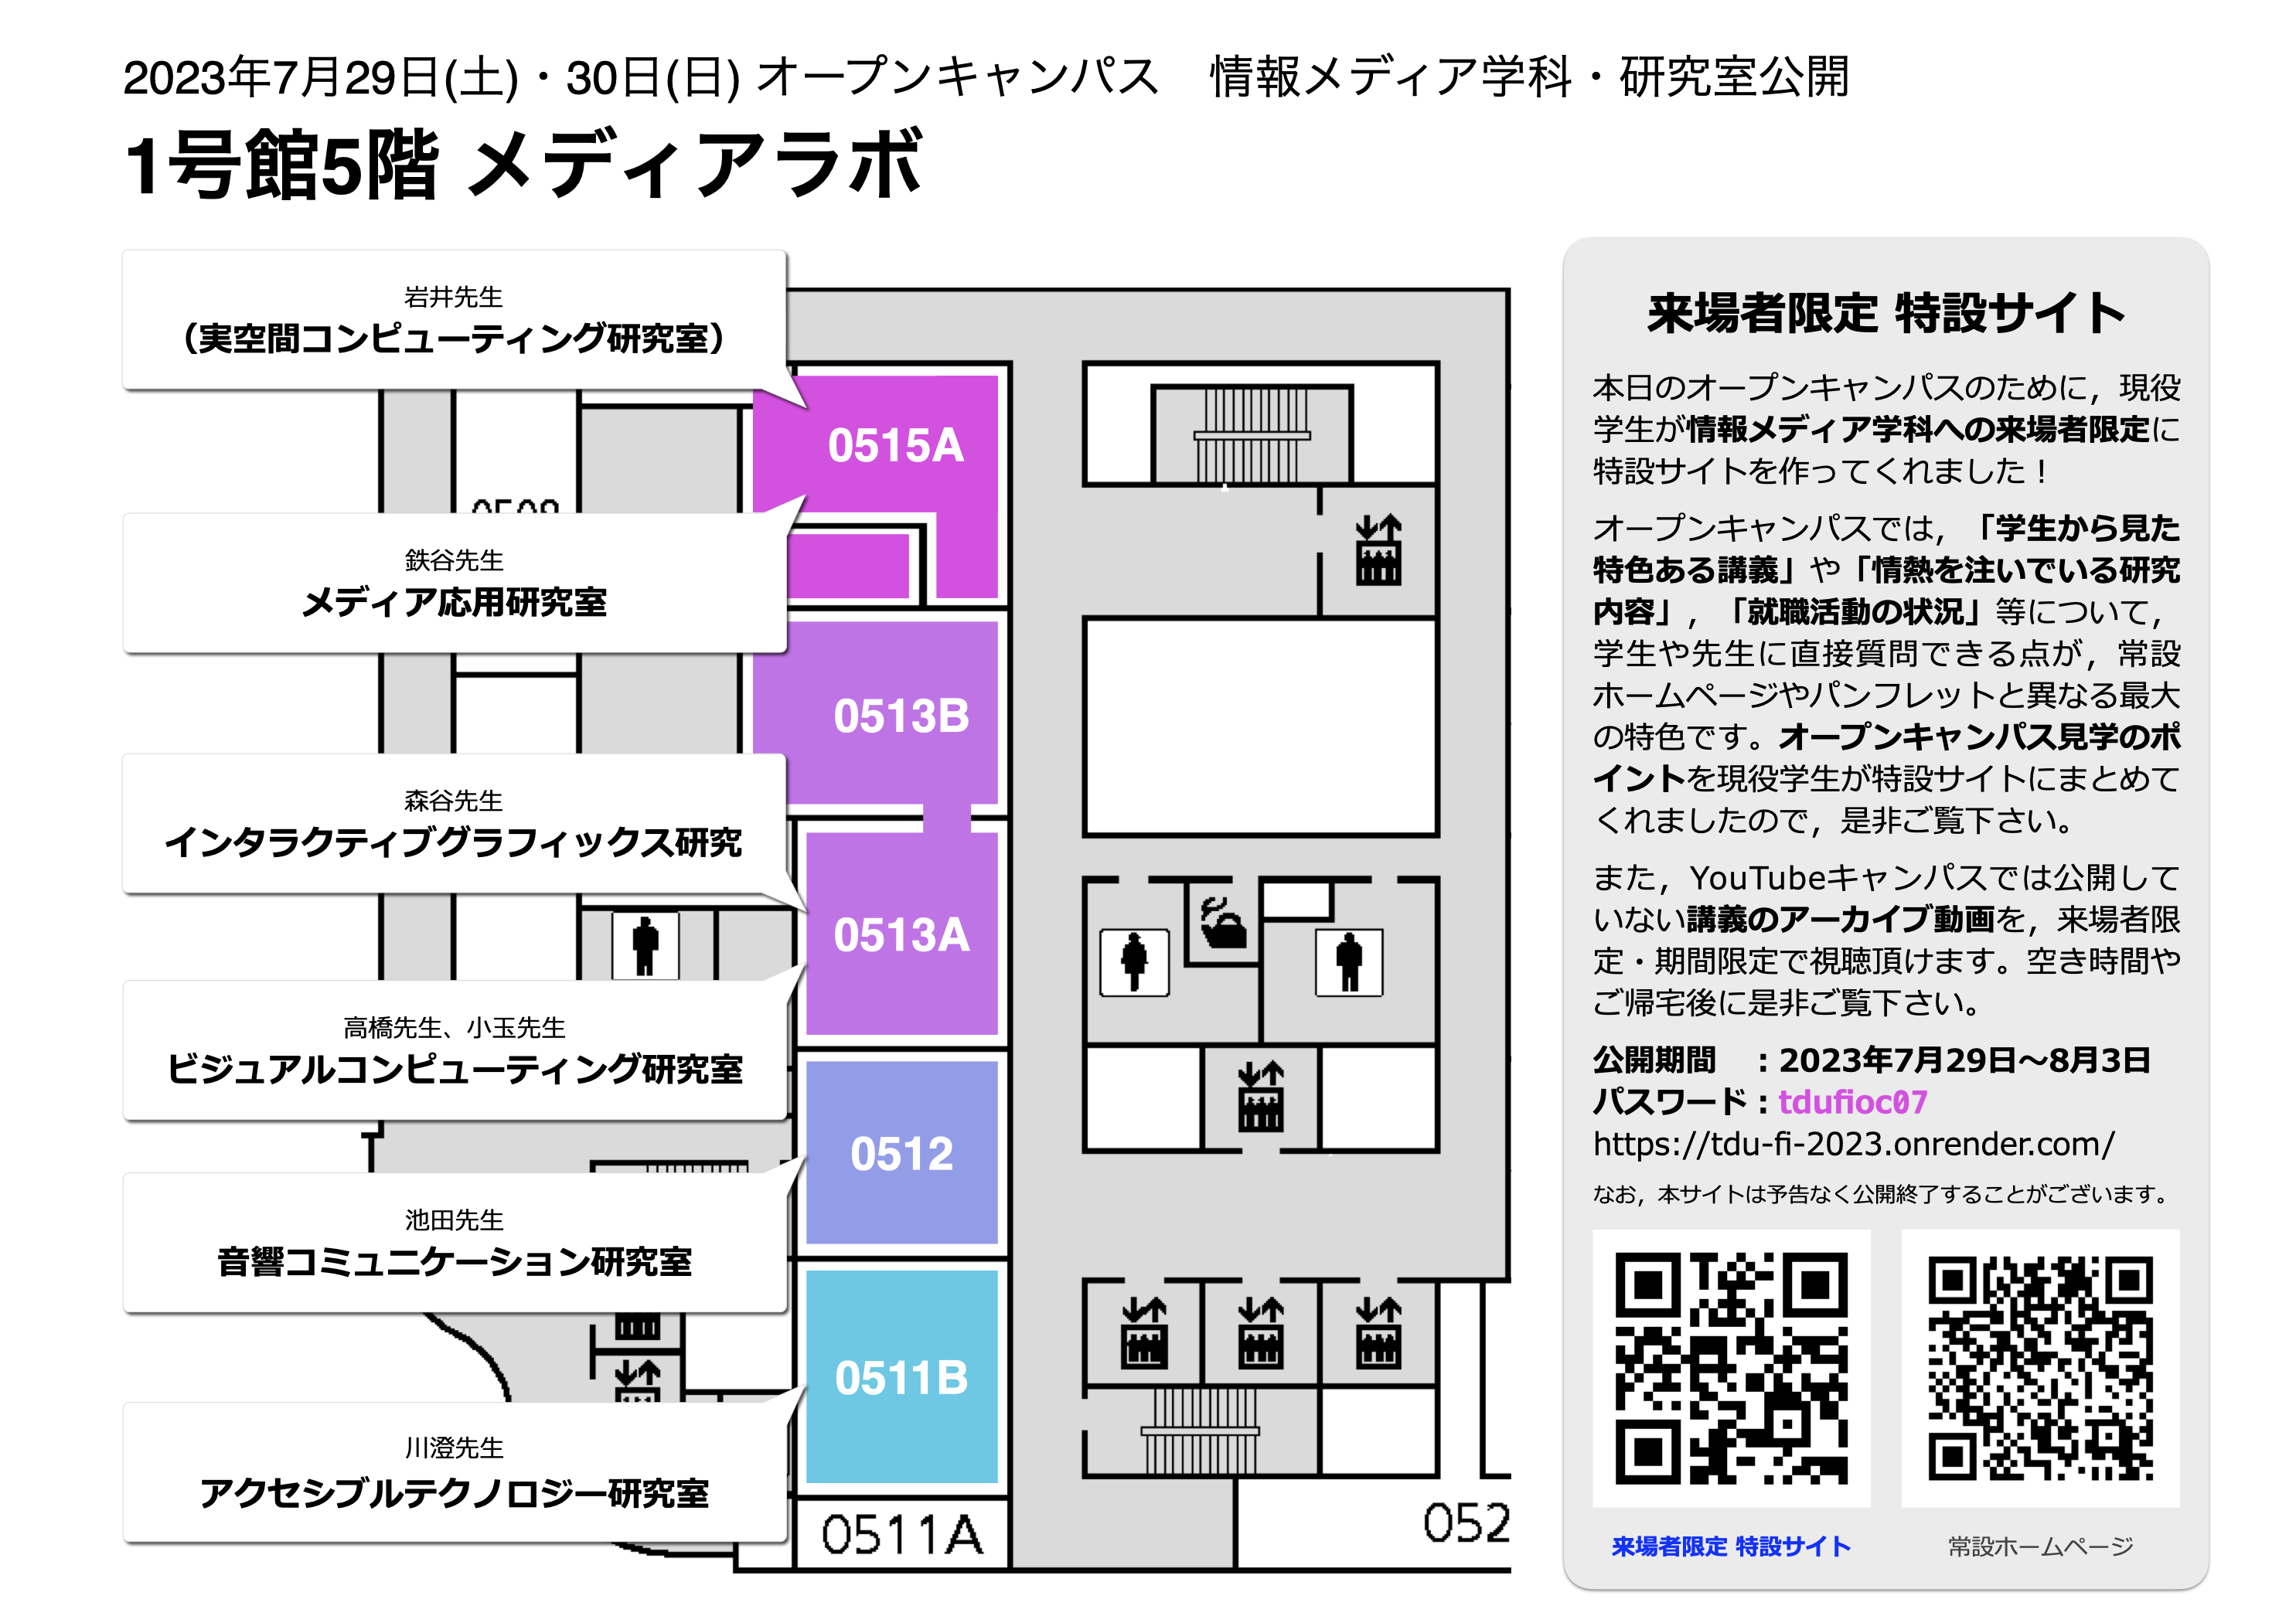 2023年7月29日(土)・30日(日) オープンキャンパス　情報メディア学科・研究室公開
1号館5階 メディアラボ
岩井先生
（実空間コンピューティング研究室）
鉄谷先生
メディア応用研究室
森谷先生
インタラクティブグラフィックス研究
高橋先生、小玉先生
ビジュアルコンピューティング研究室
池田先生
音響コミュニケーション研究室
川澄先生
アクセシブルテクノロジー研究室
0515A
0513B
0513A
0512
0511B
0511A
052
来場者限定 特設サイト
本日のオープンキャンパスのために，現役
学生が情報メディア学科への来場者限定に
特設サイトを作ってくれました！
オープンキャンパスでは，「学生から見た
特色ある講義」や「情熱を注いでいる研究
内容」，「就職活動の状況」等について，
学生や先生に直接質問できる点が，常設
ホームページやパンフレットと異なる最大
の特色です。オープンキャンパス見学のポ
イントを現役学生が特設サイトにまとめて
くれましたので，是非ご覧下さい。
また，YouTubeキャンパスでは公開して
いない講義のアーカイブ動画を，来場者限
定・期間限定で視聴頂けます。空き時間や
ご帰宅後に是非ご覧下さい。
公開期間　：2023年7月29日〜8月3日
パスワード：tdufioc07
https://tdu-fi-2023.onrender.com/
なお，本サイトは予告なく公開終了することがございます。
来場者限定 特設サイト
常設ホームページ